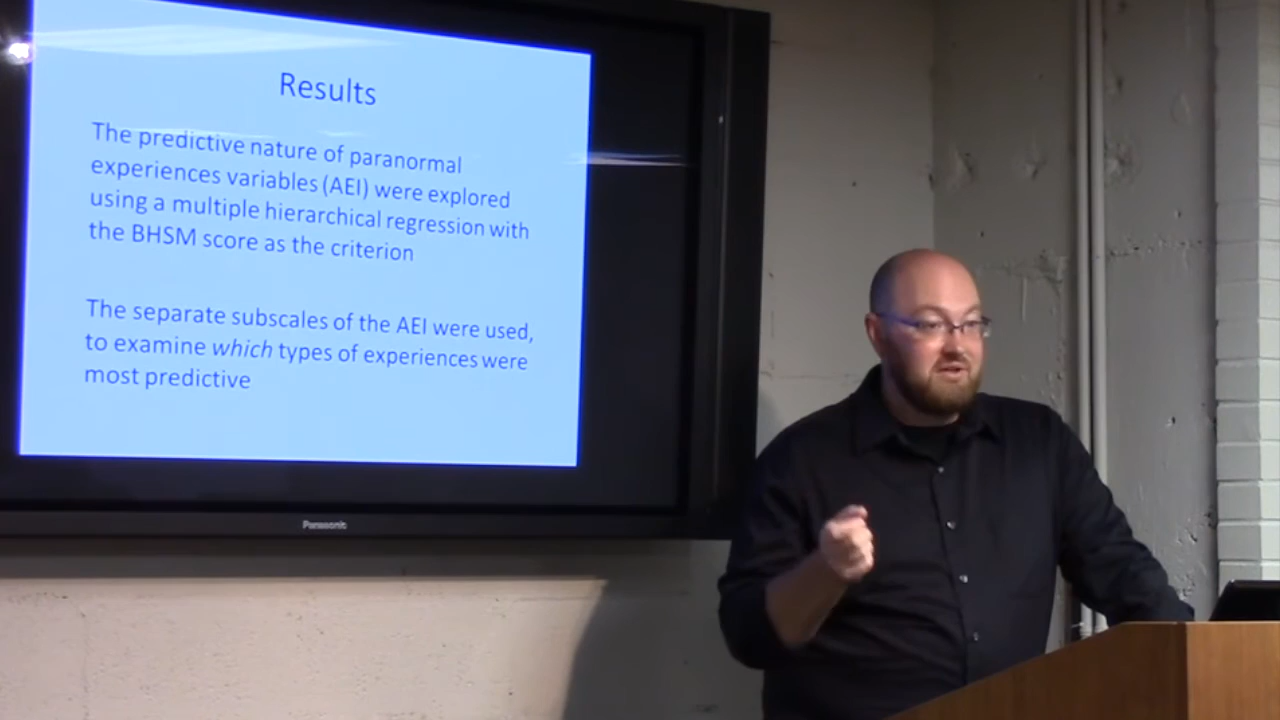 Results
The predictive nature of paranormal
experiences variables (AEI) were explored
using a multiple hierarchical regression with
the BHSM score as the criterion
The separate subscales of the AEI were used,
to examine which types of experiences were
most predictive
Panasonic